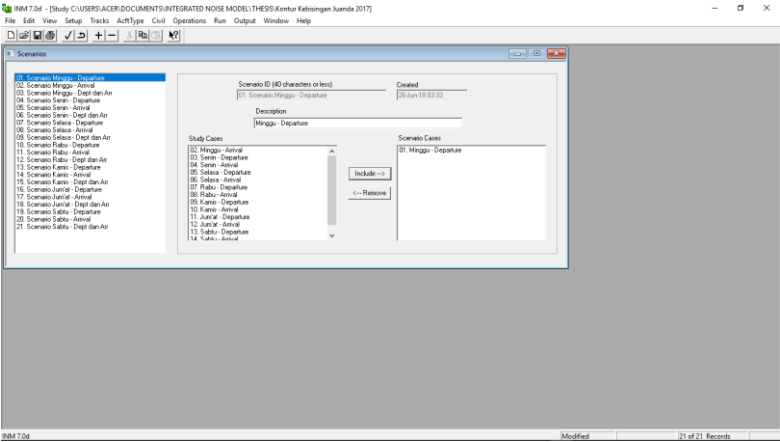 INM 7.0d - [Study C:\USERS\ACER\DOCUMENTS\INTEGRATED NOISE MODEL\THESIS\Kontur Kebisingan Juanda 2017]
File Edit View Setup Tracks AcftType Civil Operations Run Output Window Help
Scenarios
01. Scenario Minggu - Departure
02. Scenario Minggu - Arrival
03. Scenario Minggu - Dept dan Arr
04. Scenario Senin - Departure
05. Scenario Senin - Arrival
06. Scenario Senin - Dept dan Arr
07. Scenario Selasa - Departure
08. Scenario Selasa - Arrival
09. Scenario Selasa - Dept dan Arr
10. Scenario Rabu - Departure
11. Scenario Rabu - Arrival
12. Scenario Rabu - Dept dan Arr
13. Scenario Kamis - Departure
14. Scenario Kamis - Arrival
15. Scenario Kamis - Dept dan Arr
16. Scenario Jum'at - Departure
17. Scenario Jum'at - Arrival
18. Scenario Jum'at - Dept dan Arr
19. Scenario Sabtu - Departure
20. Scenario Sabtu - Arrival
21. Scenario Sabtu - Dept dan Arr
Scenario ID (40 characters or less)
01. Scenario Minggu - Departure
Created
26-Jun-18 03:33
Description
Minggu - Departure
Study Cases
02. Minggu - Arrival
03. Senin - Departure
04. Senin - Arrival
05. Selasa - Departure
06. Selasa - Arrival
07. Rabu - Departure
08. Rabu - Arrival
09. Kamis - Departure
10. Kamis - Arrival
11. Jum'at - Departure
12. Jum'at - Arrival
13. Sabtu - Departure
14. Sabtu - Arrival
Include -->
<-- Remove
Scenario Cases
01. Minggu - Departure
INM 7.0d
Modified
21 of 21 Records